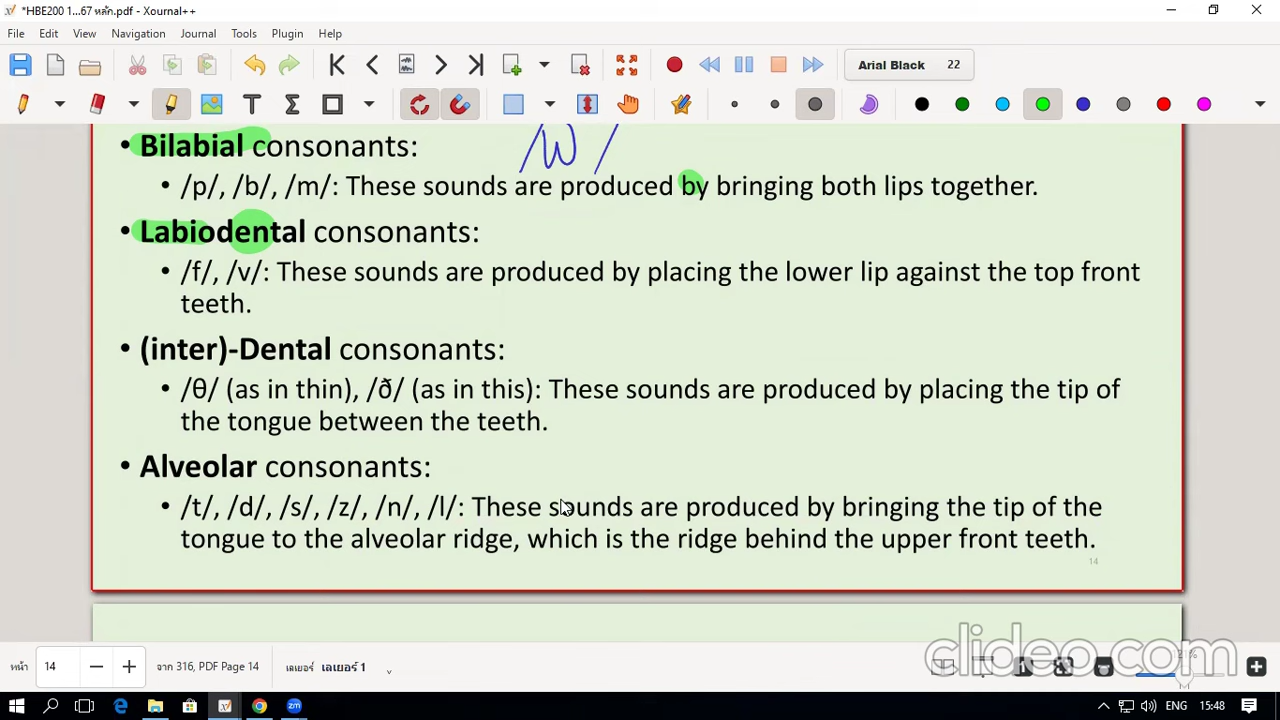 *HBE200 1...67 หลัก.pdf - Xournal++
File Edit View Navigation Journal Tools Plugin Help
Arial Black 22
• Bilabial consonants: /w/
• /p/, /b/, /m/: These sounds are produced by bringing both lips together.
• Labiodental consonants:
• /f/, /v/: These sounds are produced by placing the lower lip against the top front
teeth.
• (inter)-Dental consonants:
• /θ/ (as in thin), /ð/ (as in this): These sounds are produced by placing the tip of
the tongue between the teeth.
• Alveolar consonants:
• /t/, /d/, /s/, /z/, /n/, /l/: These sounds are produced by bringing the tip of the
tongue to the alveolar ridge, which is the ridge behind the upper front teeth.
14
หน้า 14 จาก 316, PDF Page 14 เลเยอร์ เลเยอร์ 1
clideo.com
ENG 15:48